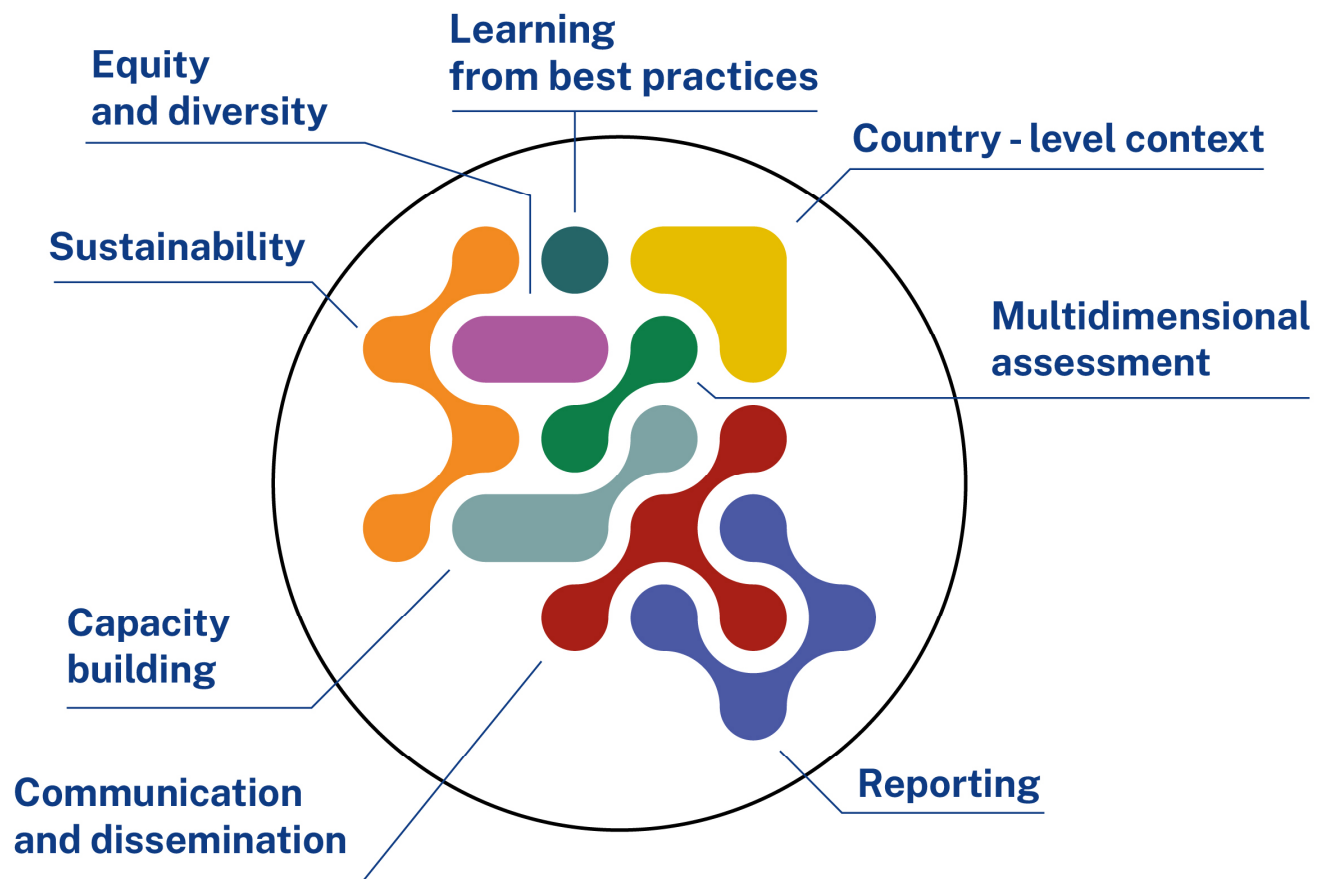 Learning
from best practices
Equity
and diversity
Country - level context
Sustainability
Multidimensional
assessment
Capacity
building
Communication
and dissemination
Reporting